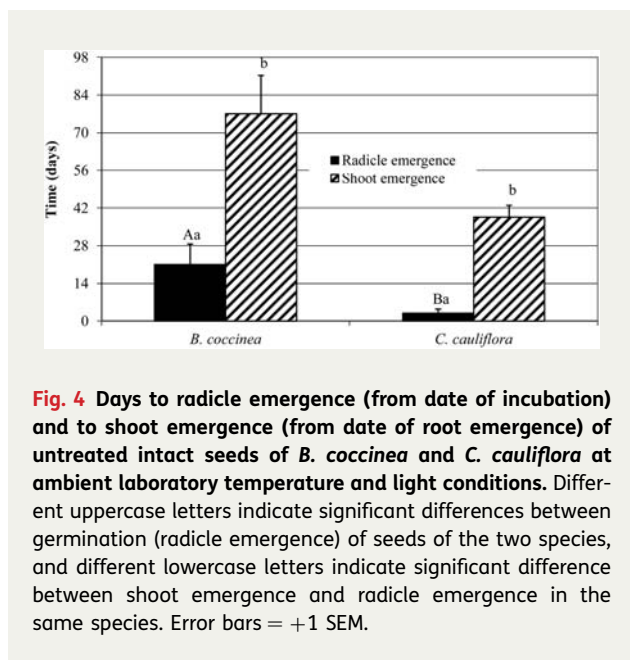 98
b
84
70
Time (days)
56
Radicle emergence
Shoot emergence
b
42
Aa
28
14
Ba
0
B. coccinea
C. cauliflora
Fig. 4 Days to radicle emergence (from date of incubation)
and to shoot emergence (from date of root emergence) of
untreated intact seeds of B. coccinea and C. cauliflora at
ambient laboratory temperature and light conditions. Differ-
ent uppercase letters indicate significant differences between
germination (radicle emergence) of seeds of the two species,
and different lowercase letters indicate significant difference
between shoot emergence and radicle emergence in the
same species. Error bars = +1 SEM.